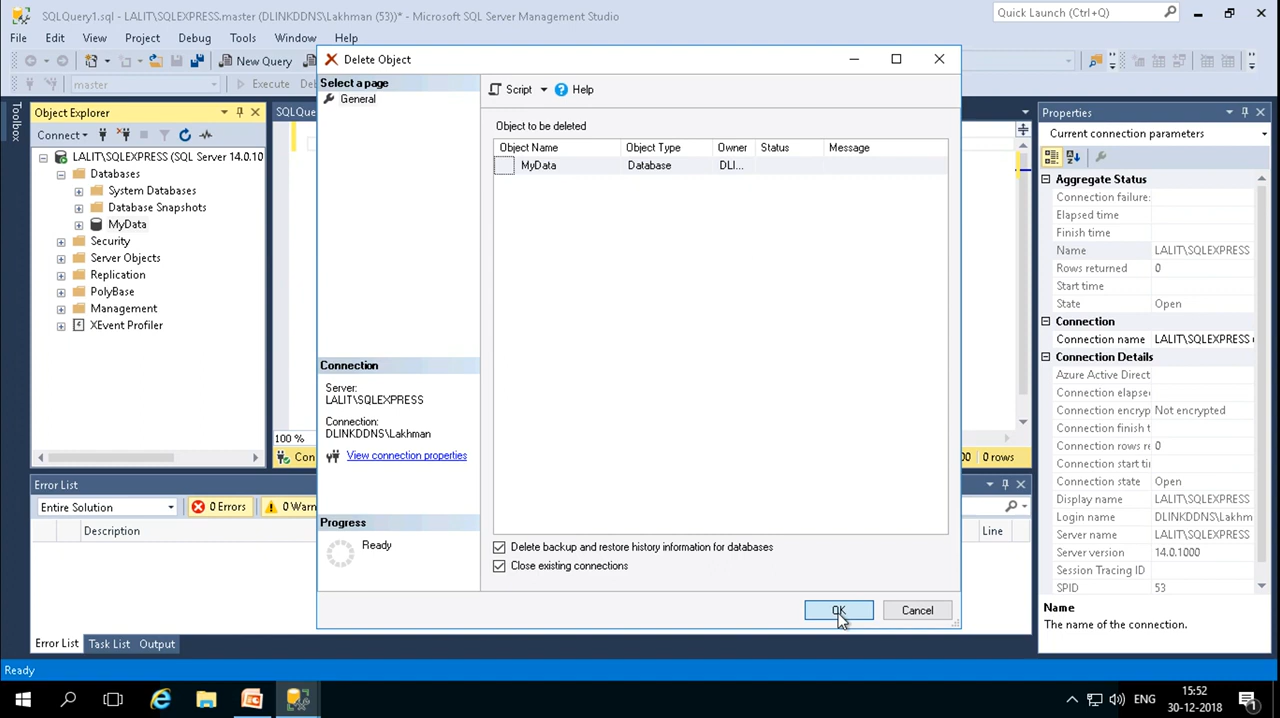 SQLQuery1.sql - LALIT\SQLEXPRESS.master (DLINKDDNS\Lakhman (53))* - Microsoft SQL Server Management Studio
Quick Launch (Ctrl+Q)
File Edit View Project Debug Tools Window Help
New Query
master
Execute
Toolbox
Object Explorer
Connect
LALIT\SQLEXPRESS (SQL Server 14.0.10
Databases
System Databases
Database Snapshots
MyData
Security
Server Objects
Replication
PolyBase
Management
XEvent Profiler
SQLQue
100 %
Con
00 0 rows
Delete Object
Select a page
General
Connection
Server:
LALIT\SQLEXPRESS
Connection:
DLINKDDNS\Lakhman
View connection properties
Progress
Ready
Script Help
Object to be deleted
Object Name Object Type Owner Status Message
MyData Database DLI...
Delete backup and restore history information for databases
Close existing connections
OK Cancel
Properties
Current connection parameters
Aggregate Status
Connection failure:
Elapsed time
Finish time
Name LALIT\SQLEXPRESS
Rows returned 0
Start time
State Open
Connection
Connection name LALIT\SQLEXPRESS
Connection Details
Azure Active Direct
Connection elapse
Connection encryp Not encrypted
Connection finish t
Connection rows re 0
Connection start ti
Connection state Open
Display name LALIT\SQLEXPRESS
Login name DLINKDDNS\Lakhm
Server name LALIT\SQLEXPRESS
Server version 14.0.1000
Session Tracing ID
SPID 53
Name
The name of the connection.
Error List
Entire Solution 0 Errors 0 Warn
Description Line
Error List Task List Output
Ready
ENG 15:52
30-12-2018
1